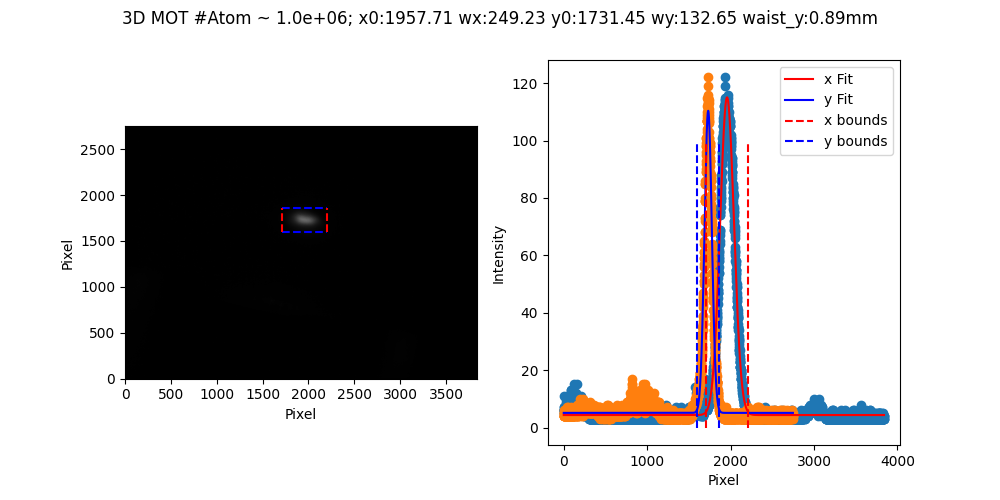 3D MOT #Atom ~ 1.0e+06; x0:1957.71 wx:249.23 y0:1731.45 wy:132.65 waist_y:0.89mm
2500
2000
1500
1000
500
0
Pixel
0 500 1000 1500 2000 2500 3000 3500
Pixel
120
100
80
60
40
20
0
Intensity
x Fit
y Fit
x bounds
y bounds
0 1000 2000 3000 4000
Pixel